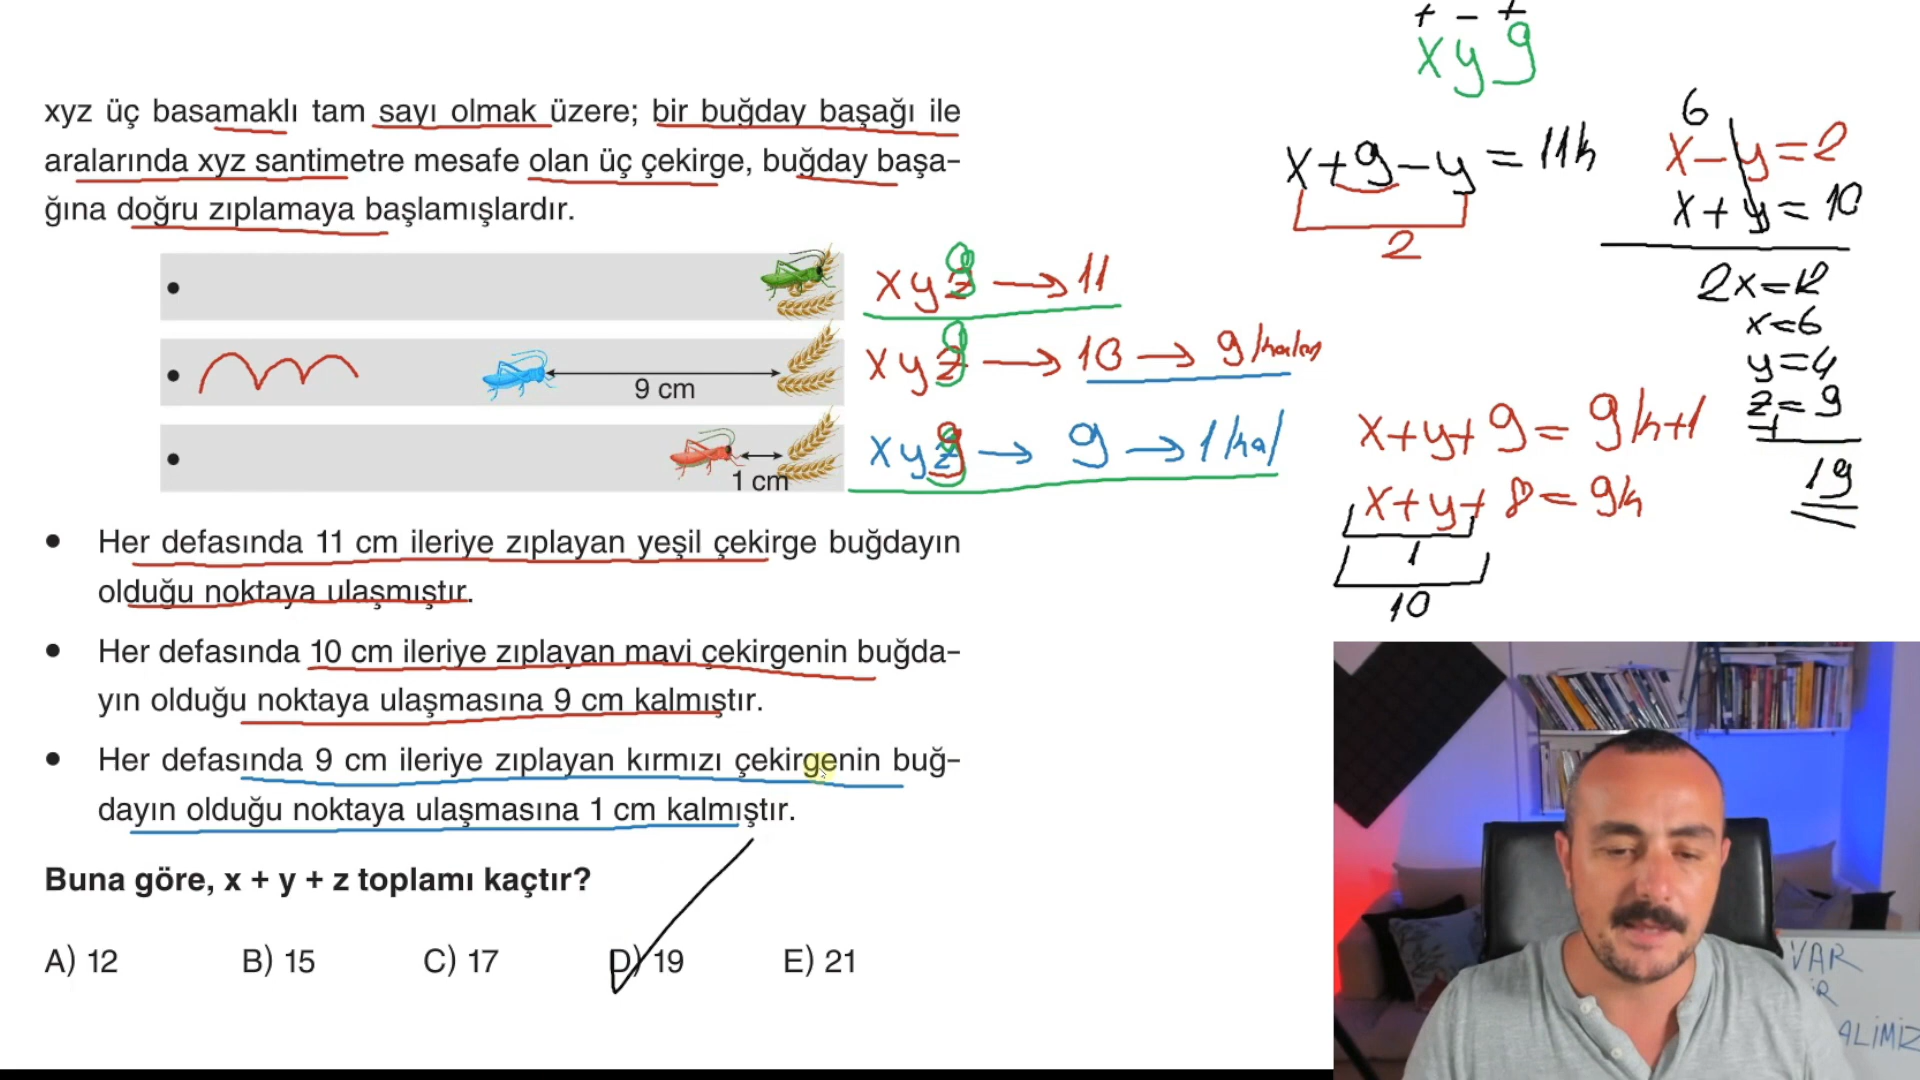 xyz üç basamaklı tam sayı olmak üzere; bir buğday başağı ile
aralarında xyz santimetre mesafe olan üç çekirge, buğday başa-
ğına doğru zıplamaya başlamışlardır.
9 cm
1 cm
• Her defasında 11 cm ileriye zıplayan yeşil çekirge buğdayın
olduğu noktaya ulaşmıştır.
• Her defasında 10 cm ileriye zıplayan mavi çekirgenin buğda-
yın olduğu noktaya ulaşmasına 9 cm kalmıştır.
• Her defasında 9 cm ileriye zıplayan kırmızı çekirgenin buğ-
dayın olduğu noktaya ulaşmasına 1 cm kalmıştır.
Buna göre, x + y + z toplamı kaçtır?
A) 12 B) 15 C) 17 D) 19 E) 21
xyz → 11
xyz → 10 → 9
xyz → 9 → 1
+ - +
x y 9
x+9-y = 11k
2
6
x-y=2
x+y=10
2x=12
x=6
y=4
z=9
+
19
x+y+9=9k+1
x+y+8=9k
1
10
VAR
ALİMİZ